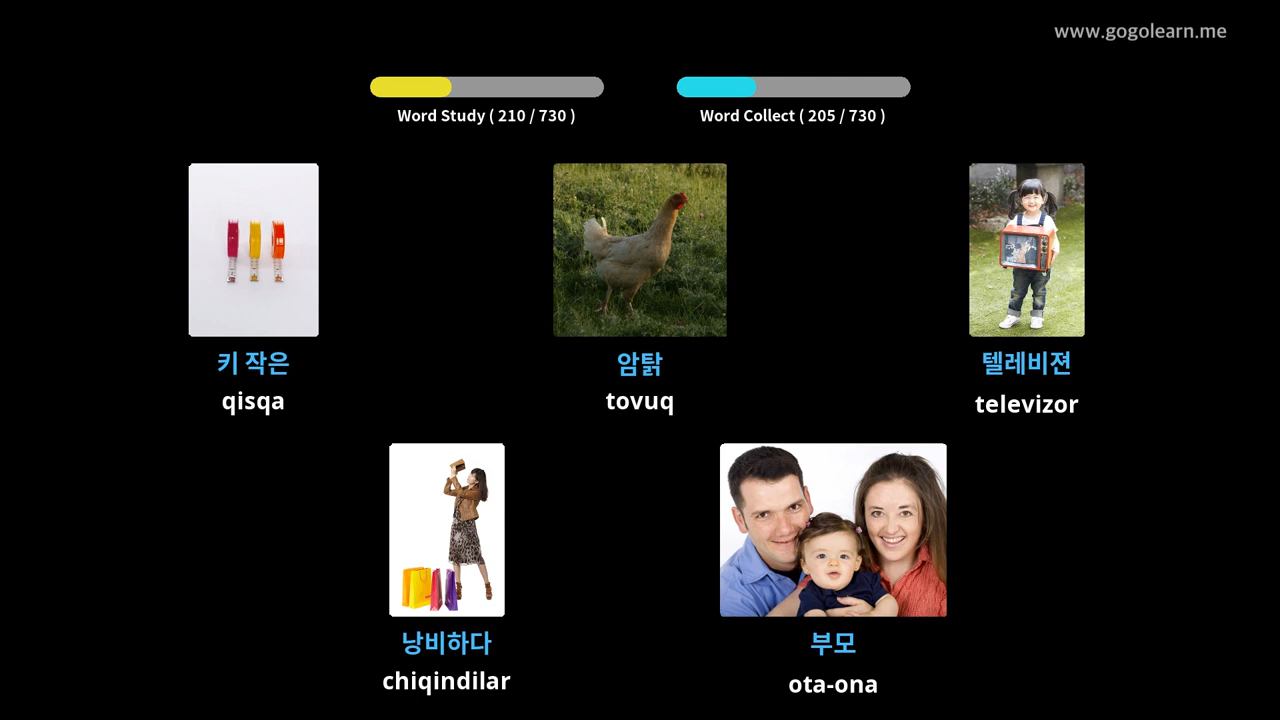 www.gogolearn.me
Word Study ( 210 / 730 )
Word Collect ( 205 / 730 )
키 작은
qisqa
암탉
tovuq
텔레비젼
televizor
낭비하다
chiqindilar
부모
ota-ona